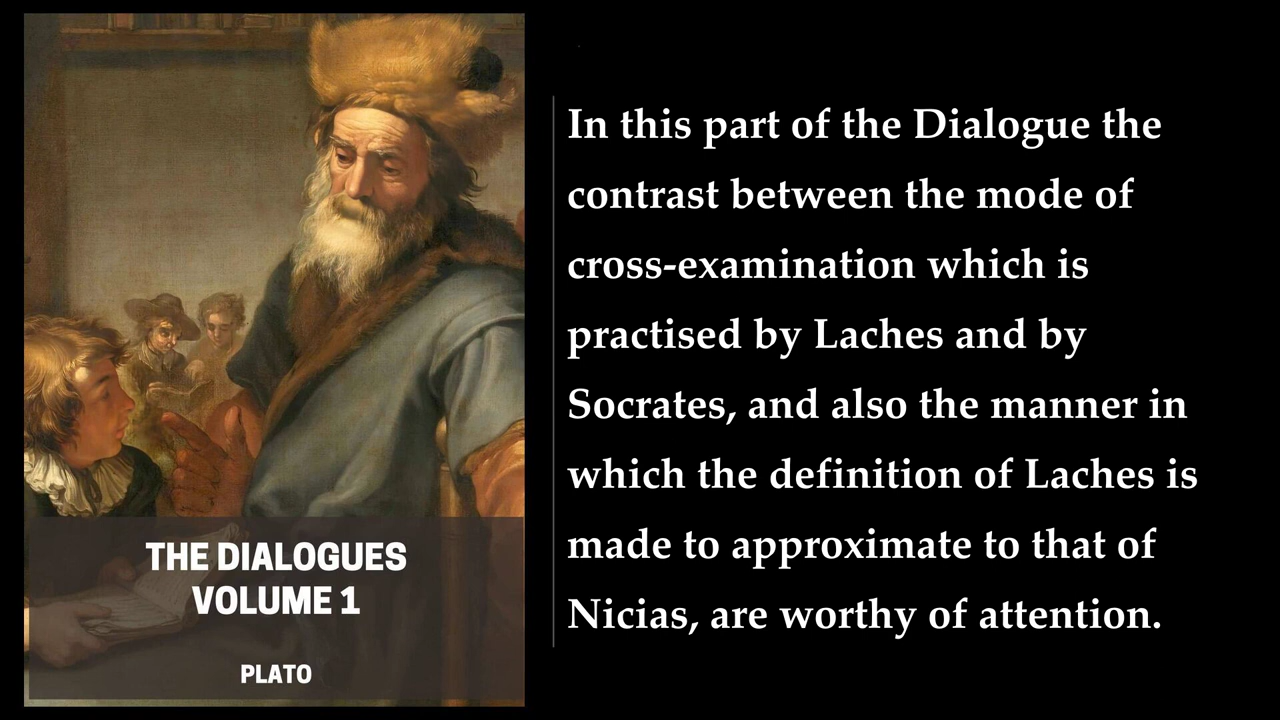 THE DIALOGUES
VOLUME 1
PLATO
In this part of the Dialogue the
contrast between the mode of
cross-examination which is
practised by Laches and by
Socrates, and also the manner in
which the definition of Laches is
made to approximate to that of
Nicias, are worthy of attention.